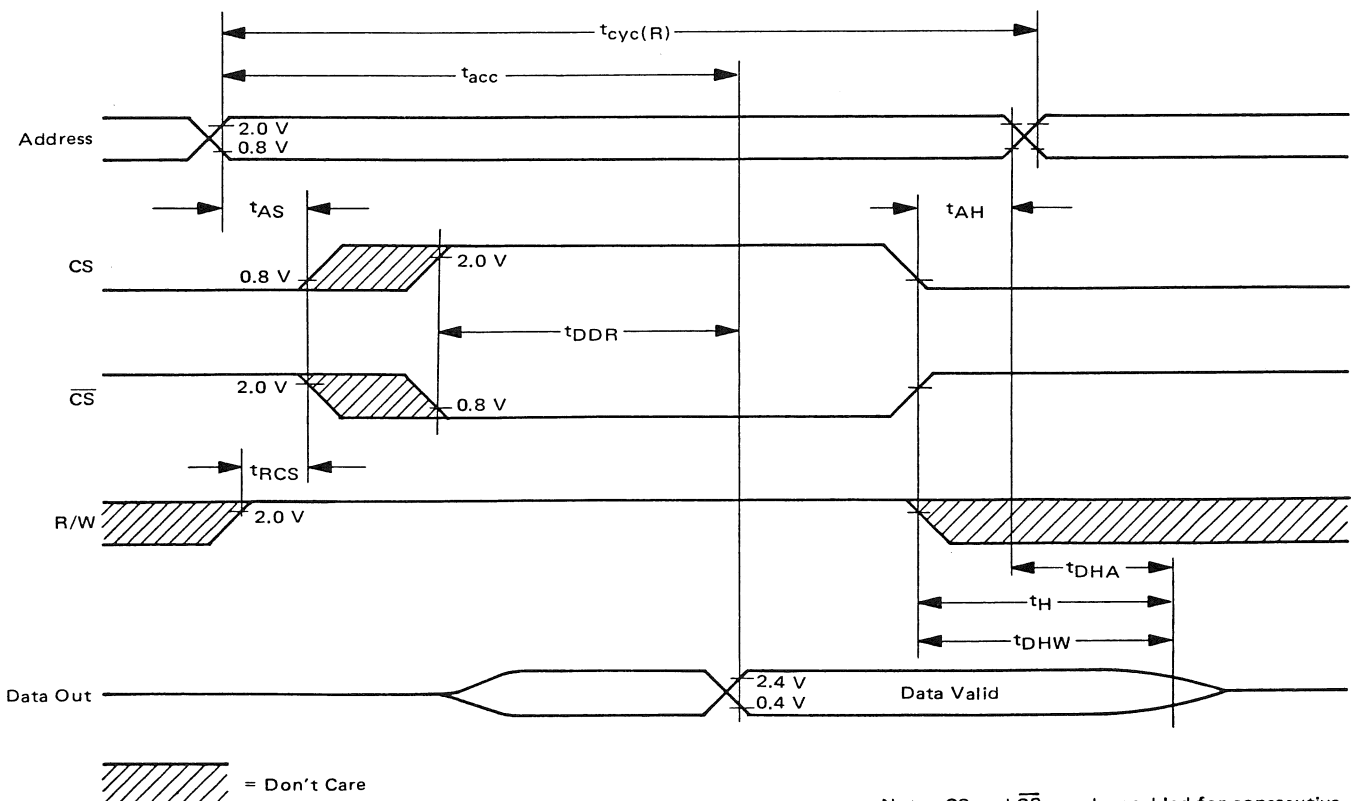 tcyc(R)
tacc
Address
2.0 V
0.8 V
tAS
tAH
CS
0.8 V
2.0 V
tDDR
CS
2.0 V
0.8 V
tRCS
R/W
2.0 V
tDHA
tH
tDHW
Data Out
2.4 V
0.4 V
Data Valid
= Don't Care